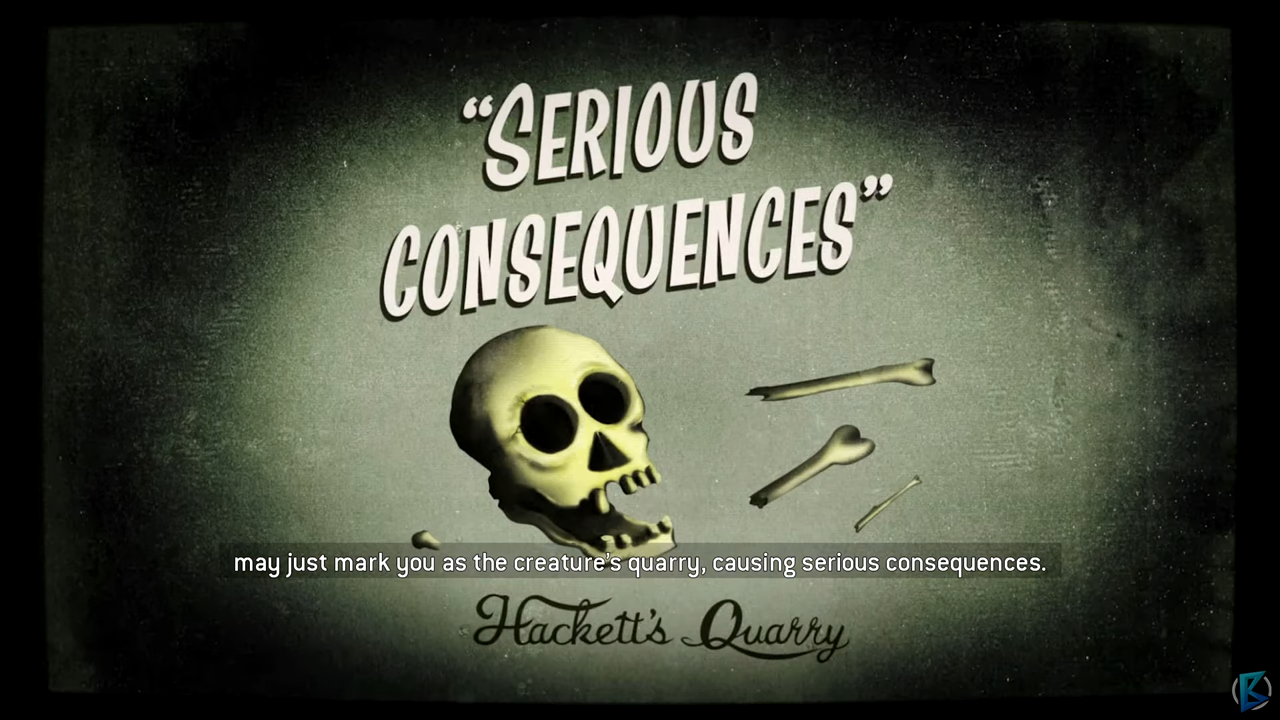 “SERIOUS
CONSEQUENCES”
may just mark you as the creature's quarry, causing serious consequences.
Hackett's Quarry